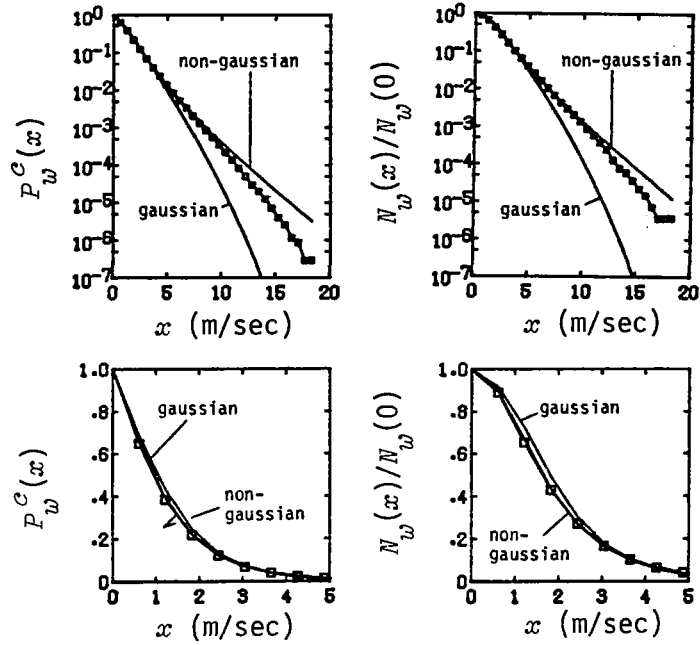 10^0
10^-1
10^-2
10^-3
10^-4
10^-5
10^-6
10^-7
P_w^c(x)
non-gaussian
gaussian
0 5 10 15 20
x (m/sec)
10^0
10^-1
10^-2
10^-3
10^-4
10^-5
10^-6
10^-7
N_w(x)/N_w(0)
non-gaussian
gaussian
0 5 10 15 20
x (m/sec)
1.0
.8
.6
.4
.2
0
P_w^c(x)
gaussian
non-
gaussian
0 1 2 3 4 5
x (m/sec)
1.0
.8
.6
.4
.2
0
N_w(x)/N_w(0)
gaussian
non-
gaussian
0 1 2 3 4 5
x (m/sec)